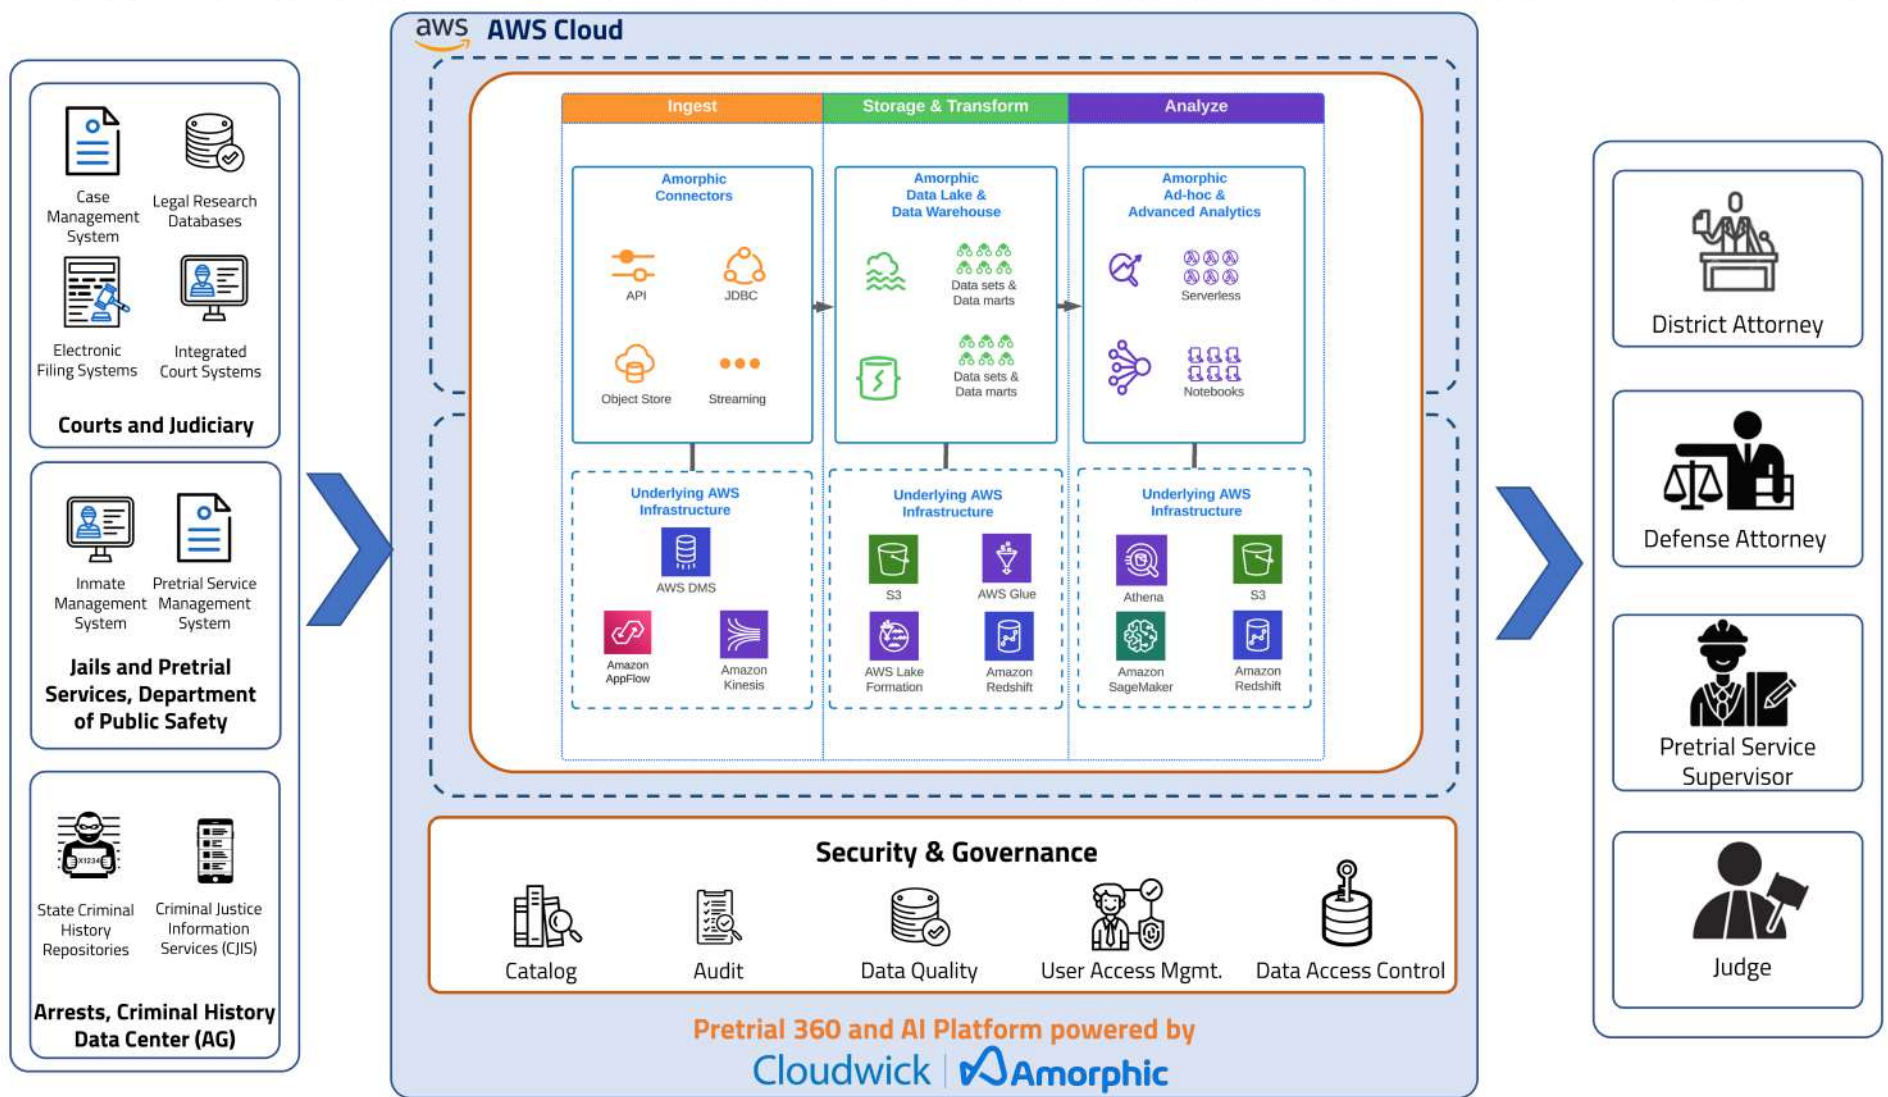 aws AWS Cloud
Case
Management
System
Legal Research
Databases
Electronic
Filing Systems
Integrated
Court Systems
Courts and Judiciary
Inmate
Management
System
Pretrial Service
Management
System
Jails and Pretrial
Services, Department
of Public Safety
X1234
State Criminal
History
Repositories
Criminal Justice
Information
Services (CJIS)
Arrests, Criminal History
Data Center (AG)
Ingest
Amorphic
Connectors
API
JDBC
Object Store
Streaming
Underlying AWS
Infrastructure
AWS DMS
Amazon
AppFlow
Amazon
Kinesis
Storage & Transform
Amorphic
Data Lake &
Data Warehouse
Data sets &
Data marts
Data sets &
Data marts
Underlying AWS
Infrastructure
S3
AWS Glue
AWS Lake
Formation
Amazon
Redshift
Analyze
Amorphic
Ad-hoc &
Advanced Analytics
Serverless
Notebooks
Underlying AWS
Infrastructure
Athena
S3
Amazon
SageMaker
Amazon
Redshift
Security & Governance
Catalog
Audit
Data Quality
User Access Mgmt.
Data Access Control
Pretrial 360 and AI Platform powered by
Cloudwick | Amorphic
District Attorney
Defense Attorney
Pretrial Service
Supervisor
Judge